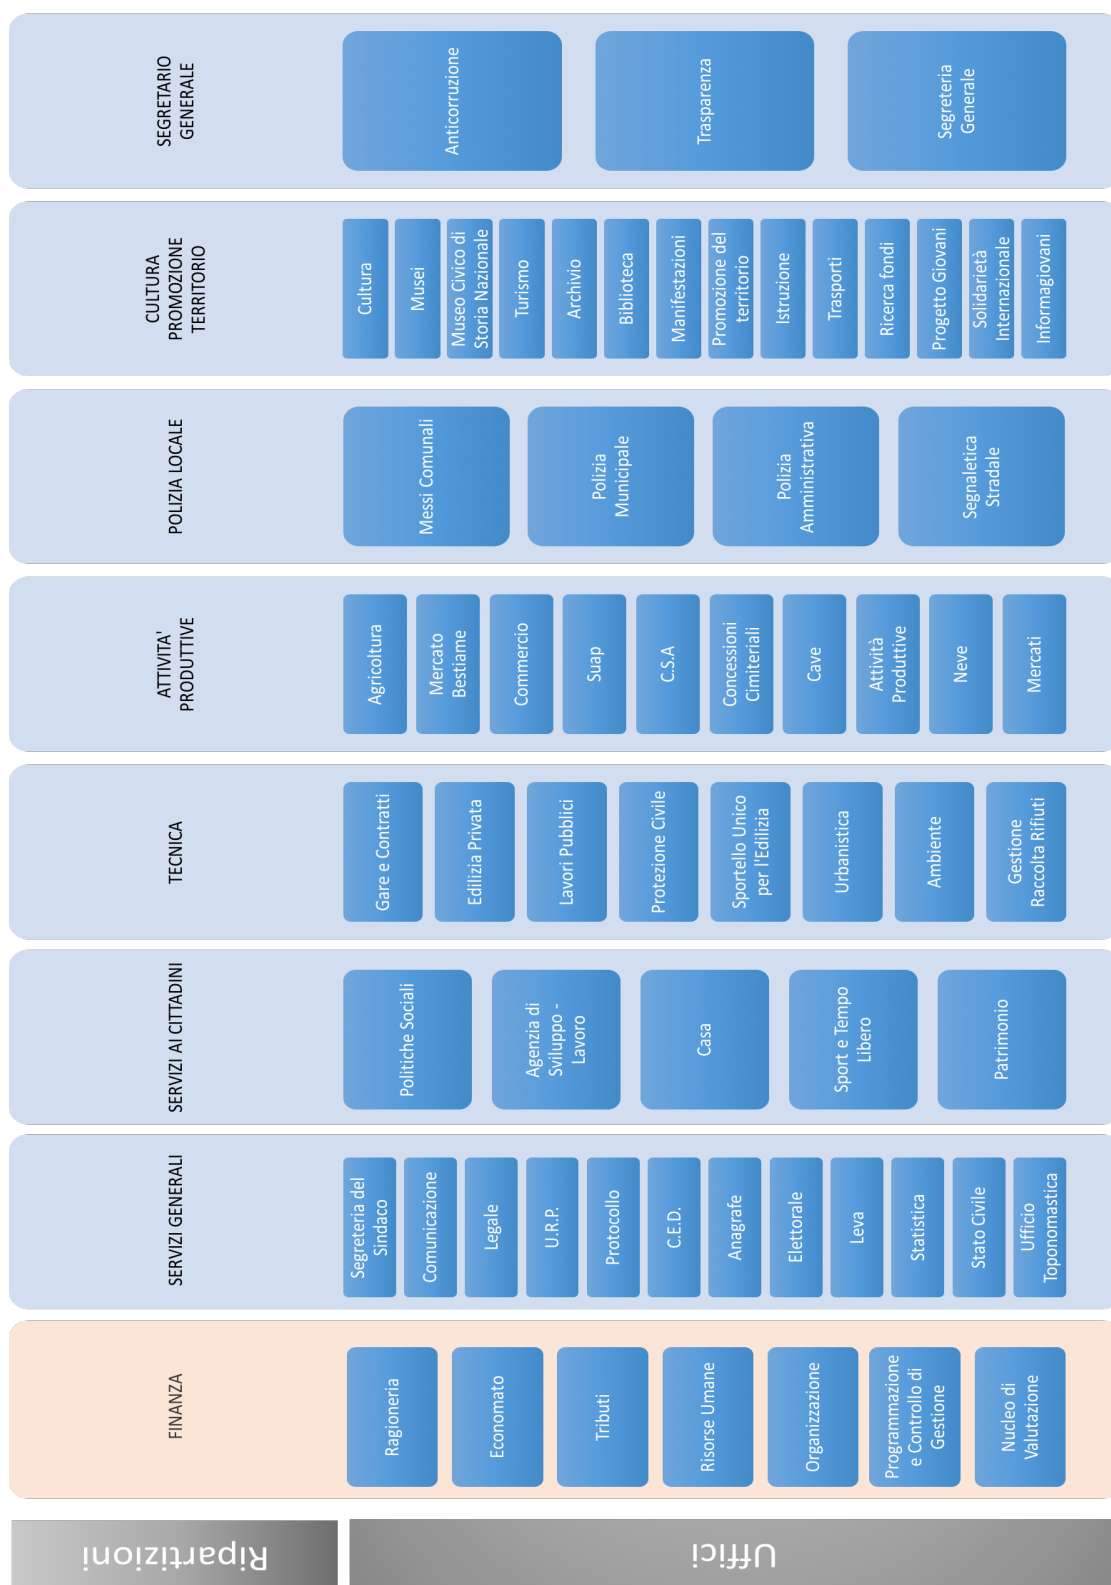 Ripartizioni
Uffici
FINANZA
Ragioneria
Economato
Tributi
Risorse Umane
Organizzazione
Programmazione
e Controllo di
Gestione
Nucleo di
Valutazione
SERVIZI GENERALI
Segreteria del
Sindaco
Comunicazione
Legale
U.R.P.
Protocollo
C.E.D.
Anagrafe
Elettorale
Leva
Statistica
Stato Civile
Ufficio
Toponomastica
SERVIZI AI CITTADINI
Politiche Sociali
Agenzia di
Sviluppo -
Lavoro
Casa
Sport e Tempo
Libero
Patrimonio
TECNICA
Gare e Contratti
Edilizia Privata
Lavori Pubblici
Protezione Civile
Sportello Unico
per l'Edilizia
Urbanistica
Ambiente
Gestione
Raccolta Rifiuti
ATTIVITA'
PRODUTTIVE
Agricoltura
Mercato
Bestiame
Commercio
Suap
C.S.A
Concessioni
Cimiteriali
Cave
Attività
Produttive
Neve
Mercati
POLIZIA LOCALE
Messi Comunali
Polizia
Municipale
Polizia
Amministrativa
Segnaletica
Stradale
CULTURA
PROMOZIONE
TERRITORIO
Cultura
Musei
Museo Civico di
Storia Nazionale
Turismo
Archivio
Biblioteca
Manifestazioni
Promozione del
territorio
Istruzione
Trasporti
Ricerca fondi
Progetto Giovani
Solidarietà
Internazionale
Informagiovani
SEGRETARIO
GENERALE
Anticorruzione
Trasparenza
Segreteria
Generale